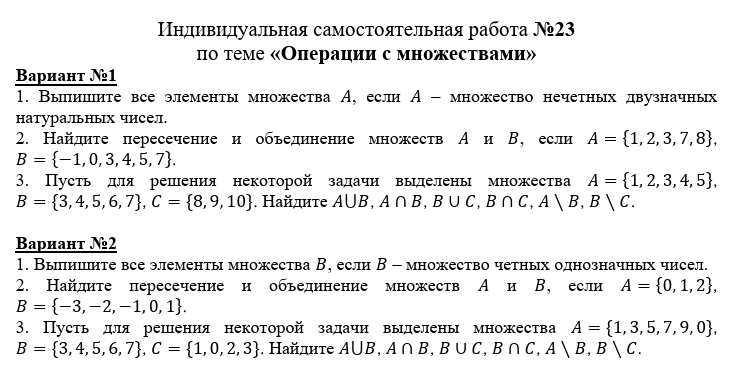 Индивидуальная самостоятельная работа №23
по теме «Операции с множествами»
Вариант №1
1. Выпишите все элементы множества A, если A – множество нечетных двузначных
натуральных чисел.
2. Найдите пересечение и объединение множеств A и B, если A = {1, 2, 3, 7, 8},
B = {−1, 0, 3, 4, 5, 7}.
3. Пусть для решения некоторой задачи выделены множества A = {1, 2, 3, 4, 5},
B = {3, 4, 5, 6, 7}, C = {8, 9, 10}. Найдите A⋃B, A ∩ B, B ∪ C, B ∩ C, A ∖ B, B ∖ C.
Вариант №2
1. Выпишите все элементы множества B, если B – множество четных однозначных чисел.
2. Найдите пересечение и объединение множеств A и B, если A = {0, 1, 2},
B = {−3, −2, −1, 0, 1}.
3. Пусть для решения некоторой задачи выделены множества A = {1, 3, 5, 7, 9, 0},
B = {3, 4, 5, 6, 7}, C = {1, 0, 2, 3}. Найдите A⋃B, A ∩ B, B ∪ C, B ∩ C, A ∖ B, B ∖ C.